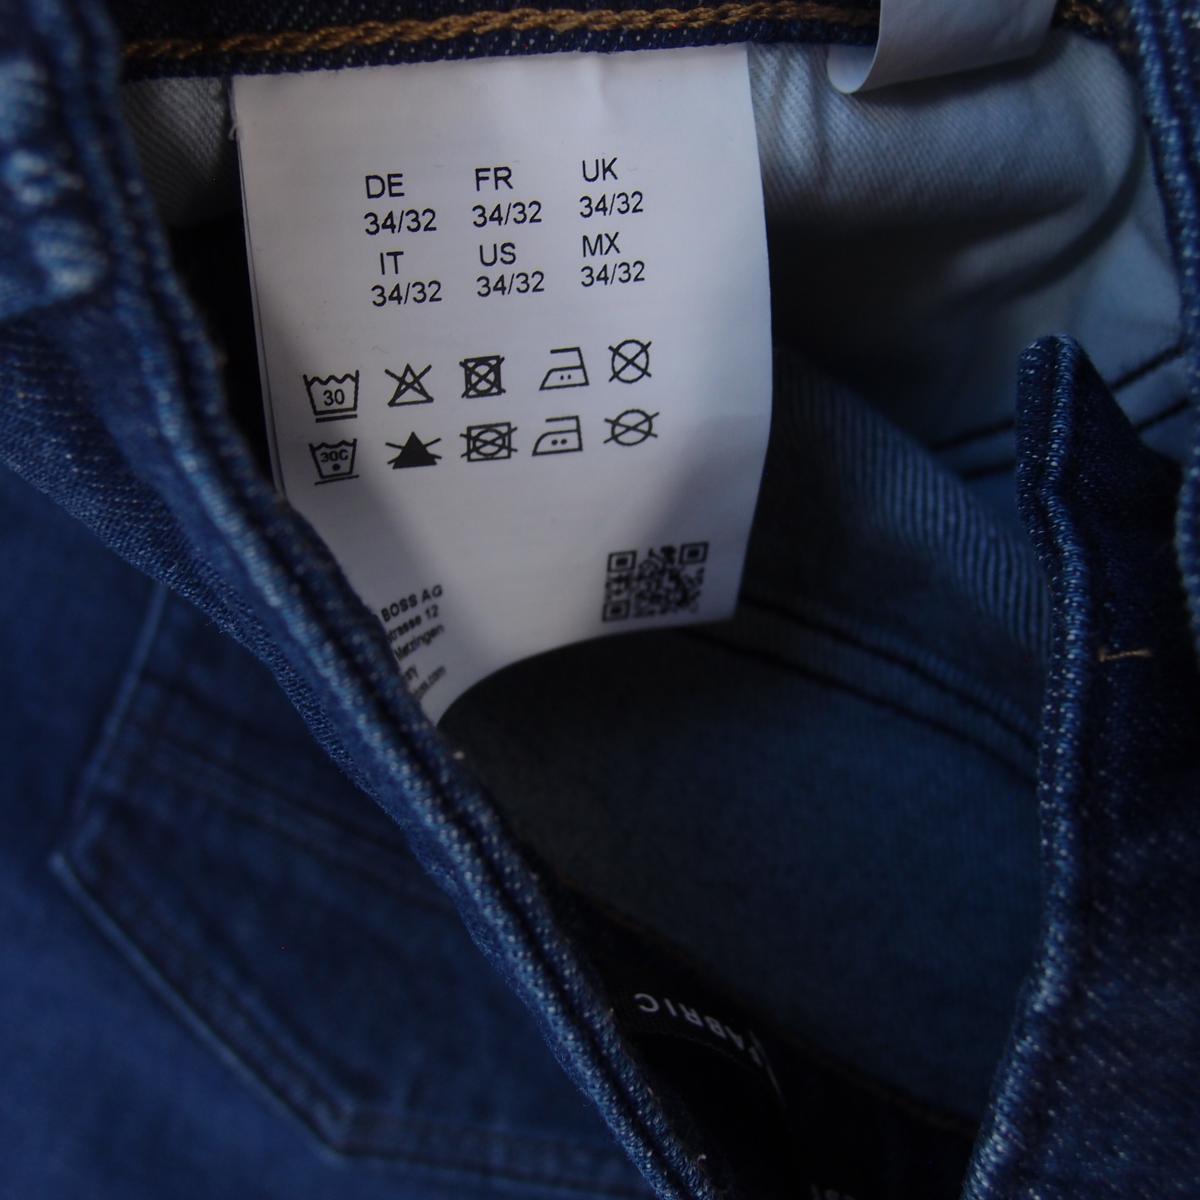 DE FR UK
34/32 34/32 34/32
IT US MX
34/32 34/32 34/32
30
30C
BOSS AG
12
Metzingen
FABRIC